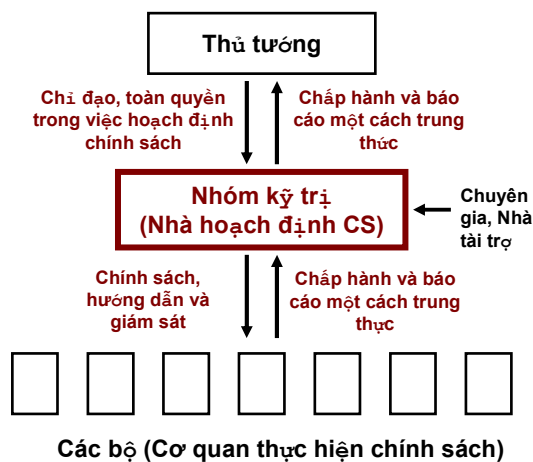 Thủ tướng
Chỉ đạo, toàn quyền
trong việc hoạch định
chính sách
Chấp hành và báo
cáo một cách trung
thức
Nhóm kỹ trị
(Nhà hoạch định CS)
Chuyên
gia, Nhà
tài trợ
Chính sách,
hướng dẫn và
giám sát
Chấp hành và báo
cáo một cách trung
thực
Các bộ (Cơ quan thực hiện chính sách)